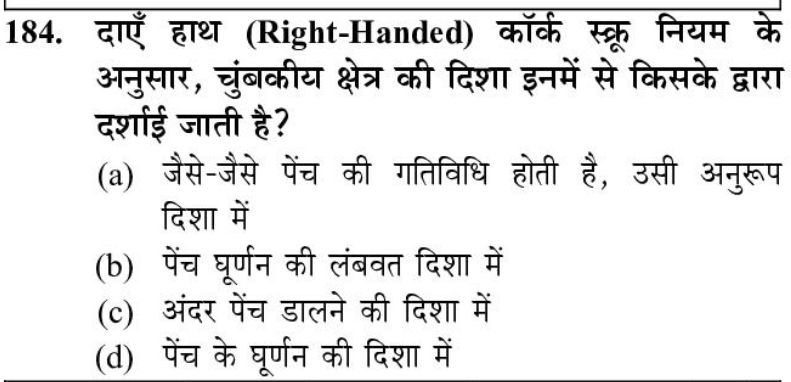 184. दाएँ हाथ (Right-Handed) कॉर्क स्क्रू नियम के
अनुसार, चुंबकीय क्षेत्र की दिशा इनमें से किसके द्वारा
दर्शाई जाती है?
(a) जैसे-जैसे पेंच की गतिविधि होती है, उसी अनुरूप
दिशा में
(b) पेंच घूर्णन की लंबवत दिशा में
(c) अंदर पेंच डालने की दिशा में
(d) पेंच के घूर्णन की दिशा में